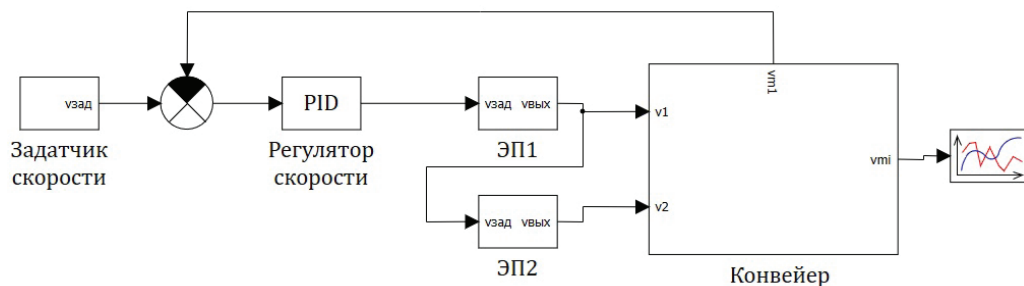 vm1
vзад
PID
vзад vвых
v1
Задатчик
скорости
Регулятор
скорости
ЭП1
vmi
vзад vвых
v2
ЭП2
Конвейер